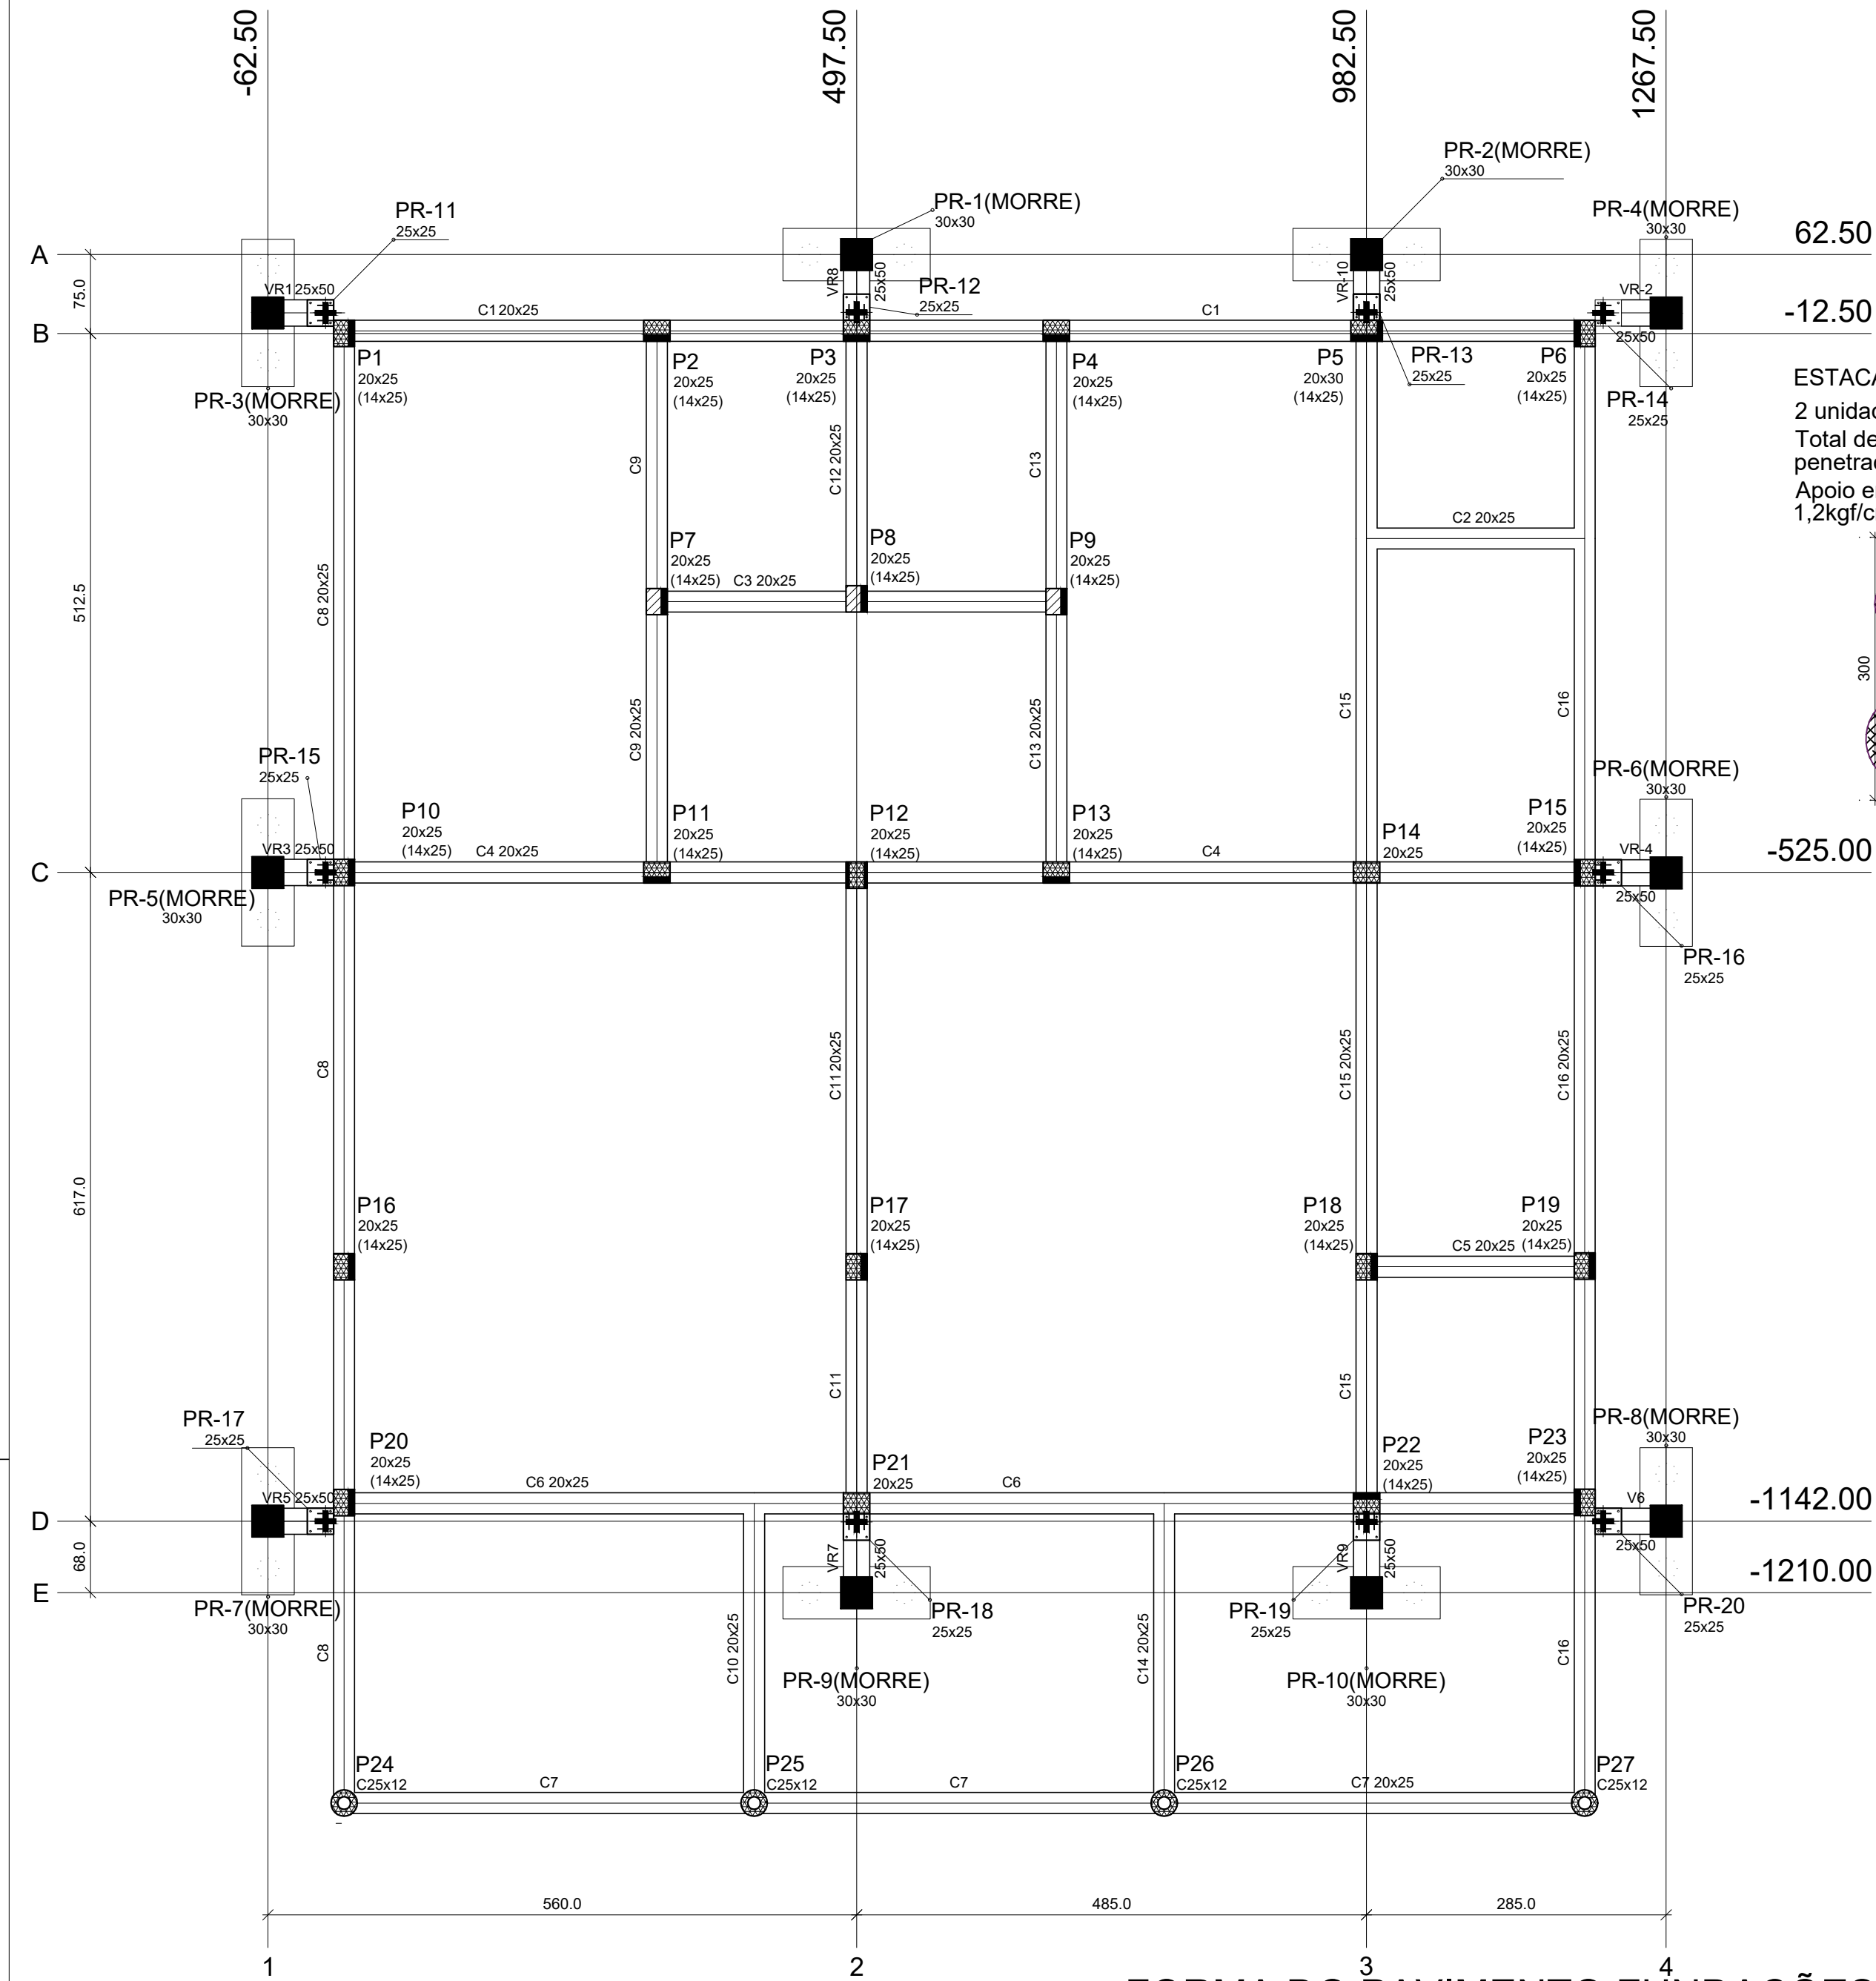 -62.50
497.50
982.50
1267.50
PR-2(MORRE)
30x30
PR-1(MORRE)
30x30
PR-11
25x25
PR-4(MORRE)
30x30
62.50
A
75.0
VR1 25x50
VR8
25x50
PR-12
25x25
VR-10
25x50
VR-2
25x50
-12.50
B
C1 20x25
C1
P1
20x25
(14x25)
P2
20x25
(14x25)
P3
20x25
(14x25)
P4
20x25
(14x25)
P5
20x30
(14x25)
PR-13
25x25
P6
20x25
(14x25)
PR-14
25x25
PR-3(MORRE)
30x30
2 unidad
Total de
Apoio e
1,2kgf/c
C9
C12 20x25
C13
C2 20x25
512.5
C8 20x25
P7
20x25
(14x25)
C3 20x25
P8
20x25
(14x25)
P9
20x25
(14x25)
300
C9 20x25
C13 20x25
C15
C16
PR-15
25x25
PR-6(MORRE)
30x30
P10
20x25
(14x25)
C4 20x25
P11
20x25
(14x25)
P12
20x25
(14x25)
P13
20x25
(14x25)
C4
P14
20x25
P15
20x25
(14x25)
VR3 25x50
VR-4
25x50
-525.00
C
PR-5(MORRE)
30x30
PR-16
25x25
C8
C11 20x25
C15 20x25
C16 20x25
617.0
P16
20x25
(14x25)
P17
20x25
(14x25)
P18
20x25
(14x25)
P19
20x25
(14x25)
C5 20x25
C11
C15
PR-17
25x25
PR-8(MORRE)
30x30
P20
20x25
(14x25)
C6 20x25
P21
20x25
C6
P22
20x25
(14x25)
P23
20x25
(14x25)
VR5 25x50
V6
25x50
-1142.00
D
68.0
VR7
25x50
VR9
25x50
-1210.00
E
PR-7(MORRE)
30x30
PR-18
25x25
PR-19
25x25
PR-20
25x25
C8
C10 20x25
C14 20x25
C16
PR-9(MORRE)
30x30
PR-10(MORRE)
30x30
P24
C25x12
C7
P25
C25x12
C7
P26
C25x12
C7 20x25
P27
C25x12
560.0
485.0
285.0
1
2
3
4